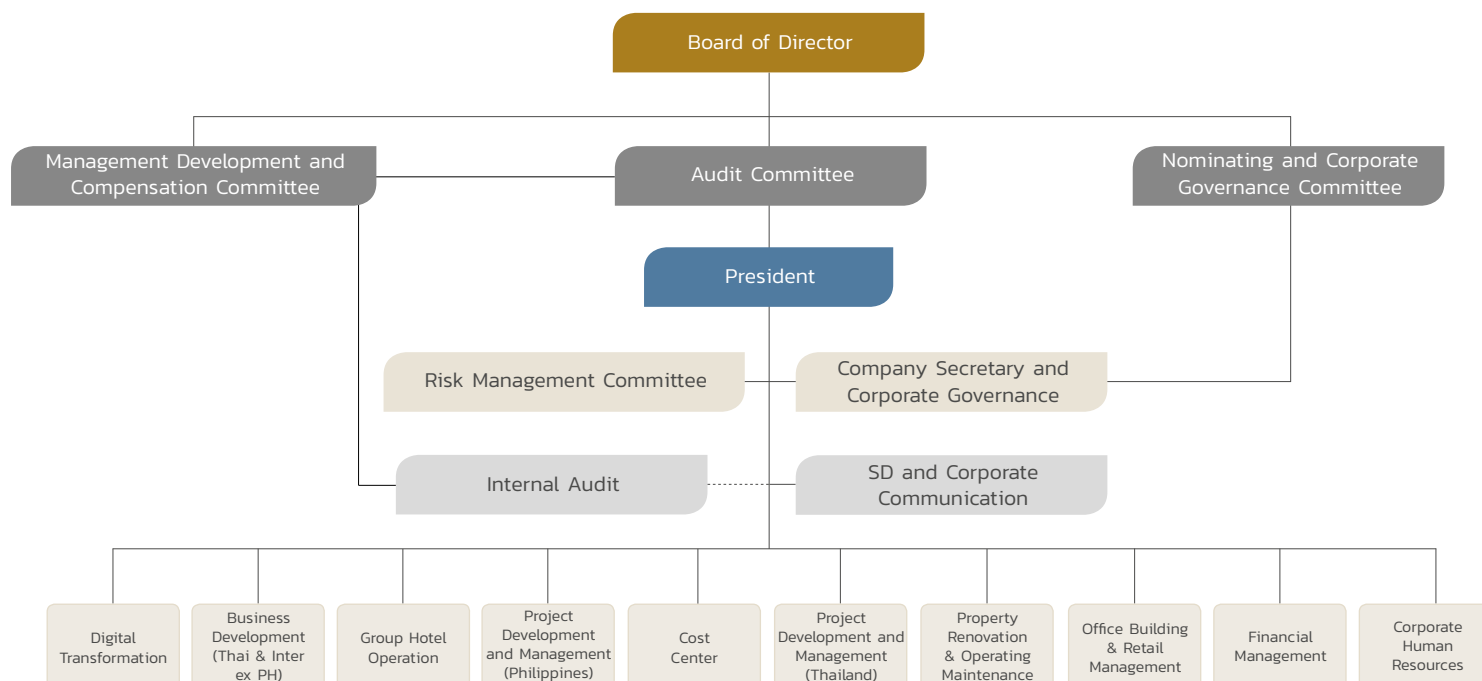 Board of Director
Management Development and
Compensation Committee
Audit Committee
Nominating and Corporate
Governance Committee
President
Risk Management Committee
Company Secretary and
Corporate Governance
Internal Audit
SD and Corporate
Communication
Digital
Transformation
Business
Development
(Thai & Inter
ex PH)
Group Hotel
Operation
Project
Development
and Management
(Philippines)
Cost
Center
Project
Development and
Management
(Thailand)
Property
Renovation
& Operating
Maintenance
Office Building
& Retail
Management
Financial
Management
Corporate
Human
Resources